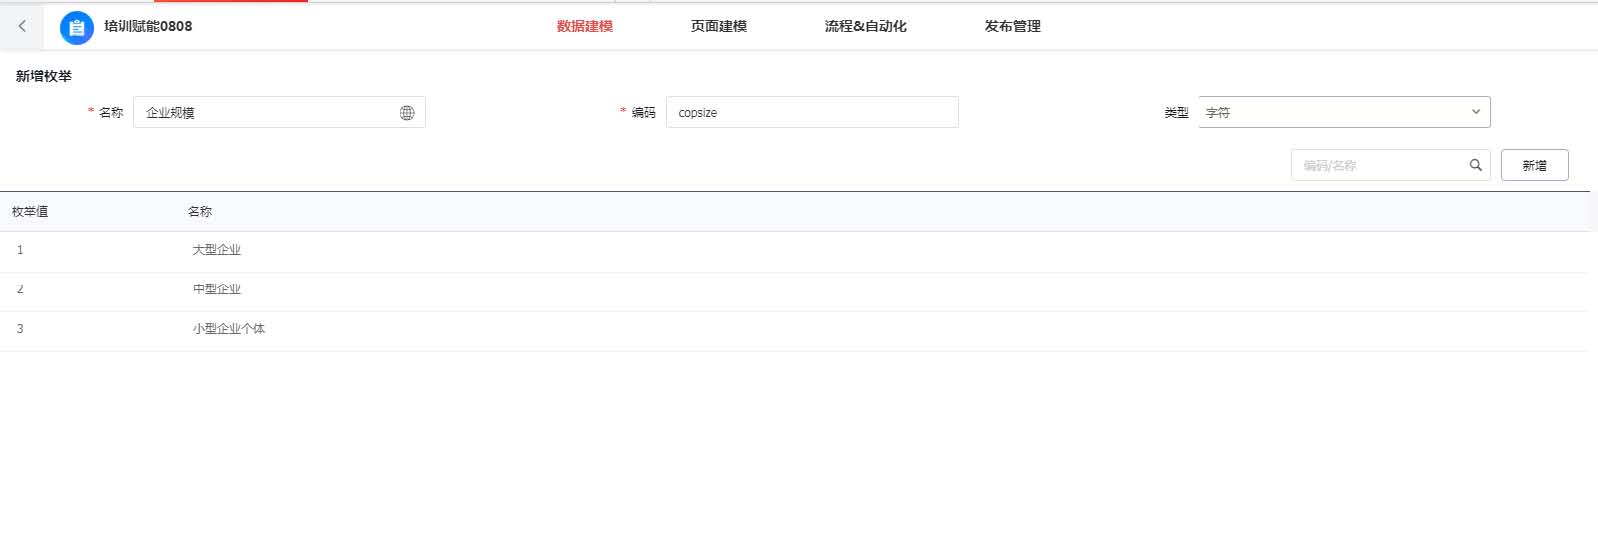 培训赋能0808 数据建模 页面建模 流程&自动化 发布管理
新增枚举
* 名称 企业规模 * 编码 copsize 类型 字符
编码/名称 新增
枚举值 名称
1 大型企业
2 中型企业
3 小型企业个体